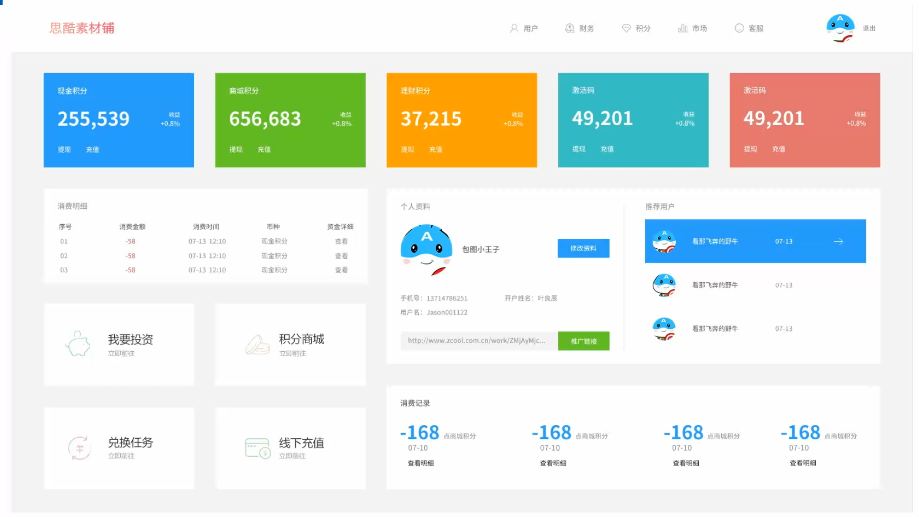 思酷素材铺
用户 财务 积分 市场 客服 退出
现金积分
255,539 收益 +0.8%
提现 充值
商城积分
656,683 收益 +0.8%
提现 充值
理财积分
37,215 收益 +0.8%
提现 充值
激活码
49,201 收益 +0.8%
提现 充值
激活码
49,201 收益 +0.8%
提现 充值
消费明细
序号 消费金额 消费时间 币种 资金详细
01 -58 07-13 12:10 现金积分 查看
02 -58 07-13 12:10 现金积分 查看
03 -58 07-13 12:10 现金积分 查看
个人资料
包图小王子 修改资料
手机号: 13714786251 开户姓名: 叶良辰
用户名: Jason001122
http://www.zcool.com.cn/work/ZMjAyMjc... 推广链接
推荐用户
看那飞奔的野牛 07-13
看那飞奔的野牛 07-13
看那飞奔的野牛 07-13
我要投资
立即前往
积分商城
立即前往
兑换任务
立即前往
线下充值
立即前往
消费记录
-168 点商城积分 -168 点商城积分 -168 点商城积分 -168 点商城积分
07-10 07-10 07-10 07-10
查看明细 查看明细 查看明细 查看明细